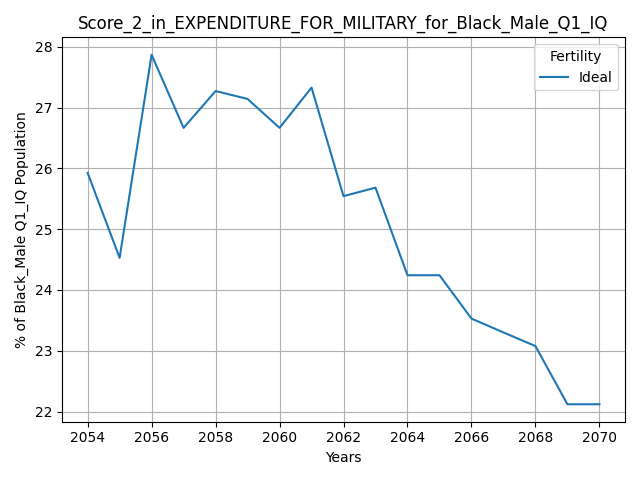 Score_2_in_EXPENDITURE_FOR_MILITARY_for_Black_Male_Q1_IQ
Fertility
Ideal
% of Black_Male Q1_IQ Population
28
27
26
25
24
23
22
2054 2056 2058 2060 2062 2064 2066 2068 2070
Years